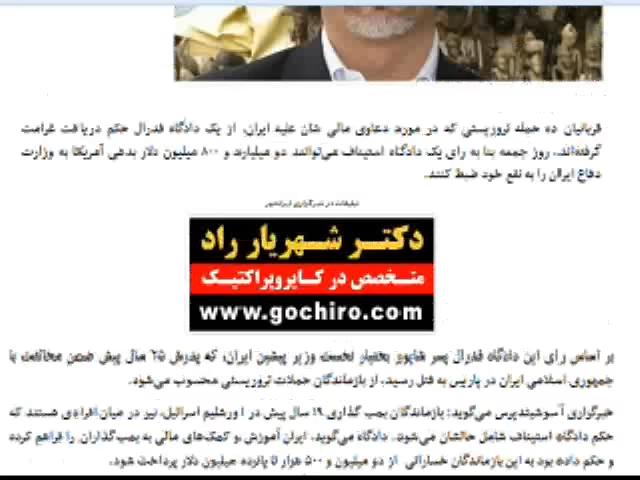 قربانیان ده حمله تروریستی که در مورد دعاوی مالی شان علیه ایران، از یک دادگاه فدرال حکم دریافت غرامت
گرفته‌اند، روز جمعه بنا به رای یک دادگاه استیناف می‌توانند دو میلیارد و ۸۰۰ میلیون دلار بدهی آمریکا به وزارت
دفاع ایران را به نفع خود ضبط کنند.
تبلیغات در خبرگزاری ایرانشهر
دکتر شهریار راد
متخصص در کایروپراکتیک
www.gochiro.com
بر اساس رای این دادگاه فدرال پسر شاپور بختیار نخست وزیر پیشین ایران، که پدرش ۲۵ سال پیش ضمن مخالفت با
جمهوری اسلامی ایران در پاریس به قتل رسید، از بازماندگان حملات تروریستی محسوب می‌شود.
خبرگزاری آسوشیتدپرس می‌گوید: بازماندگان بمب گذاری ۱۹ سال پیش در اورشلیم اسرائیل، نیز در میان افرادی هستند که
حکم دادگاه استیناف شامل حالشان می‌شود. دادگاه می‌گوید، ایران آموزش و کمک‌های مالی به بمب‌گذاران را فراهم کرده
و حکم داده بود به این بازماندگان خساراتی از دو میلیون و ۵۰۰ هزار تا پانزده میلیون دلار پرداخت شود.